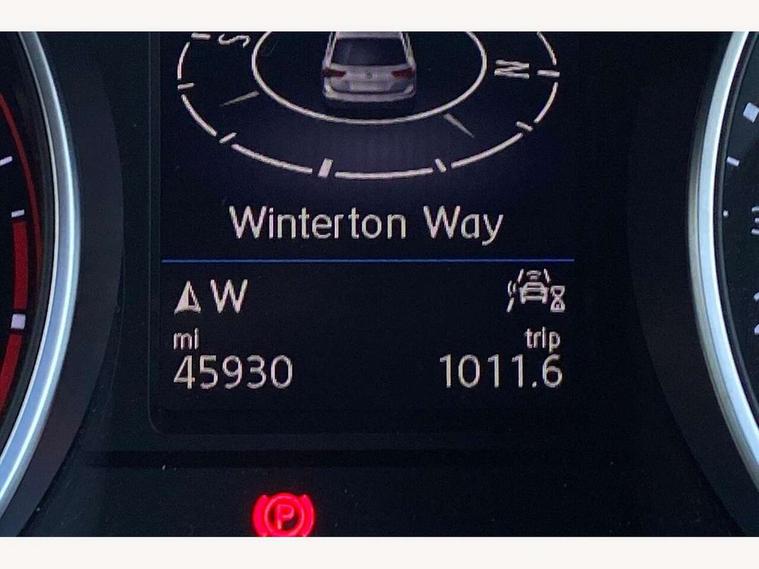 S N
Winterton Way
W
mi trip
45930 1011.6
P